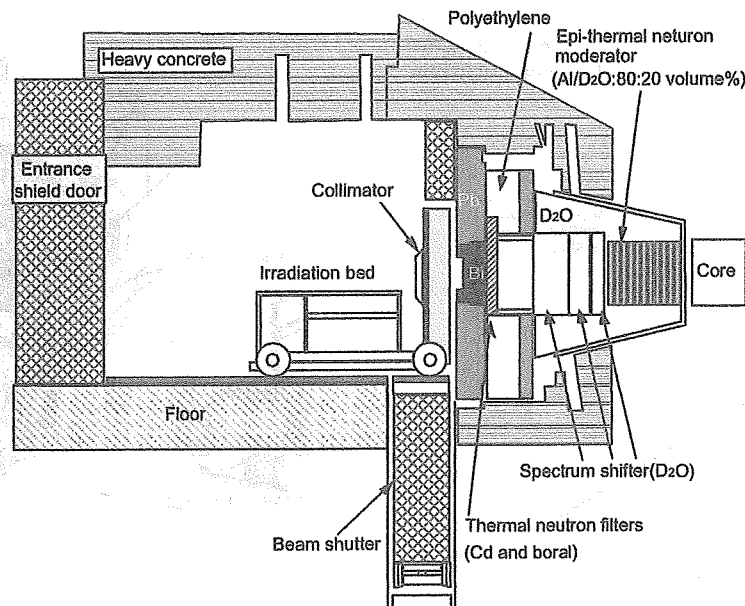 Polyethylene
Epi-thermal neturon
moderator
(Al/D2O:80:20 volume%)
Heavy concrete
Entrance
shield door
Collimator
Pb
D2O
Irradiation bed
Bi
Core
Floor
Spectrum shifter(D2O)
Beam shutter
Thermal neutron filters
(Cd and boral)